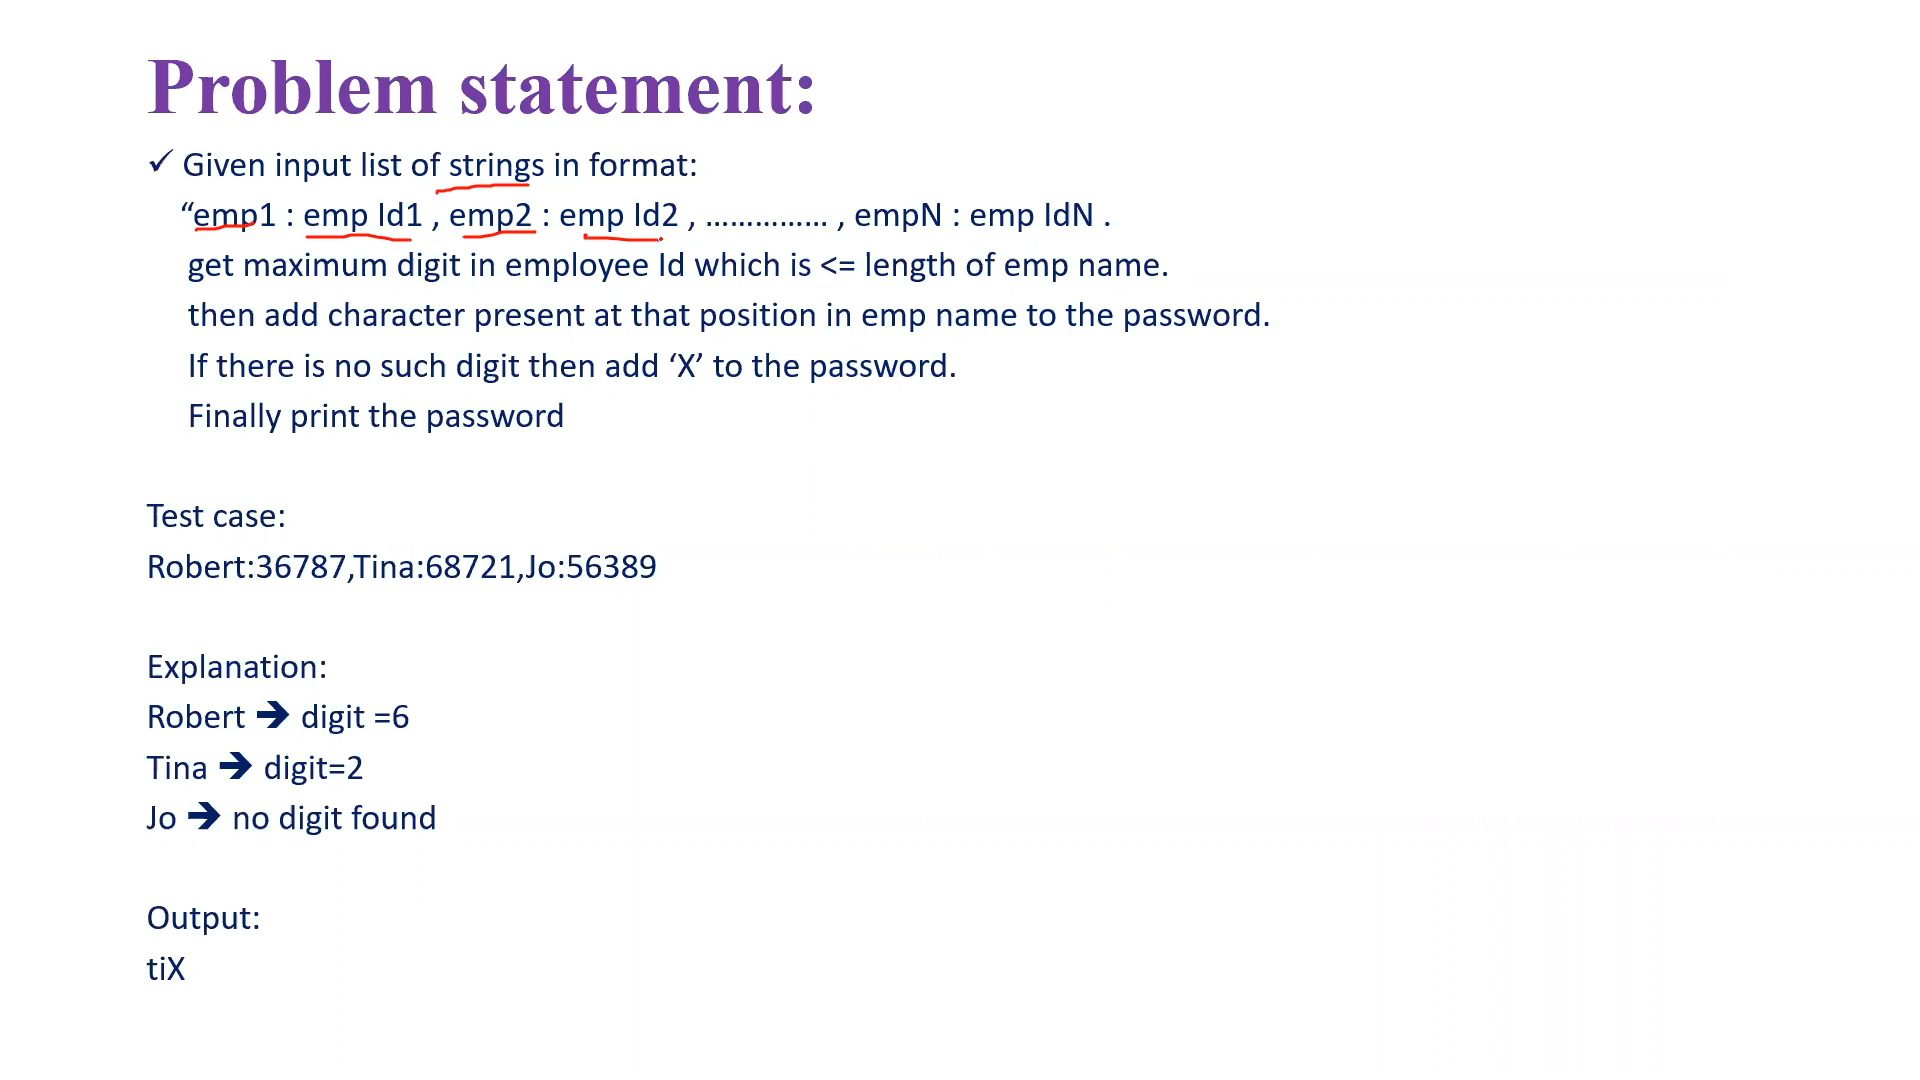 Problem statement:
✓ Given input list of strings in format:
“emp1 : emp Id1 , emp2 : emp Id2 , …………… , empN : emp IdN .
get maximum digit in employee Id which is <= length of emp name.
then add character present at that position in emp name to the password.
If there is no such digit then add ‘X’ to the password.
Finally print the password
Test case:
Robert:36787,Tina:68721,Jo:56389
Explanation:
Robert ➔ digit =6
Tina ➔ digit=2
Jo ➔ no digit found
Output:
tiX